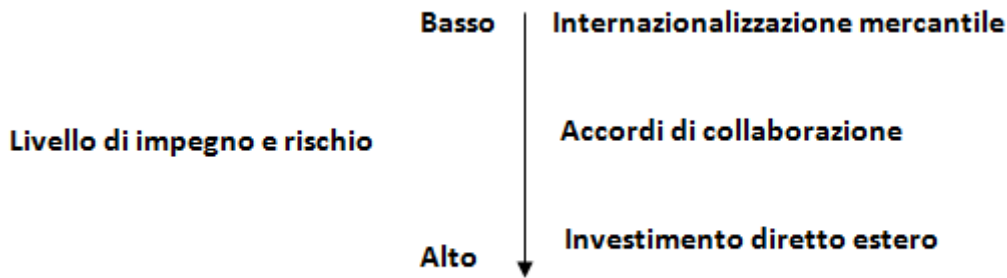 Basso
Internazionalizzazione mercantile
Livello di impegno e rischio
Accordi di collaborazione
Alto
Investimento diretto estero